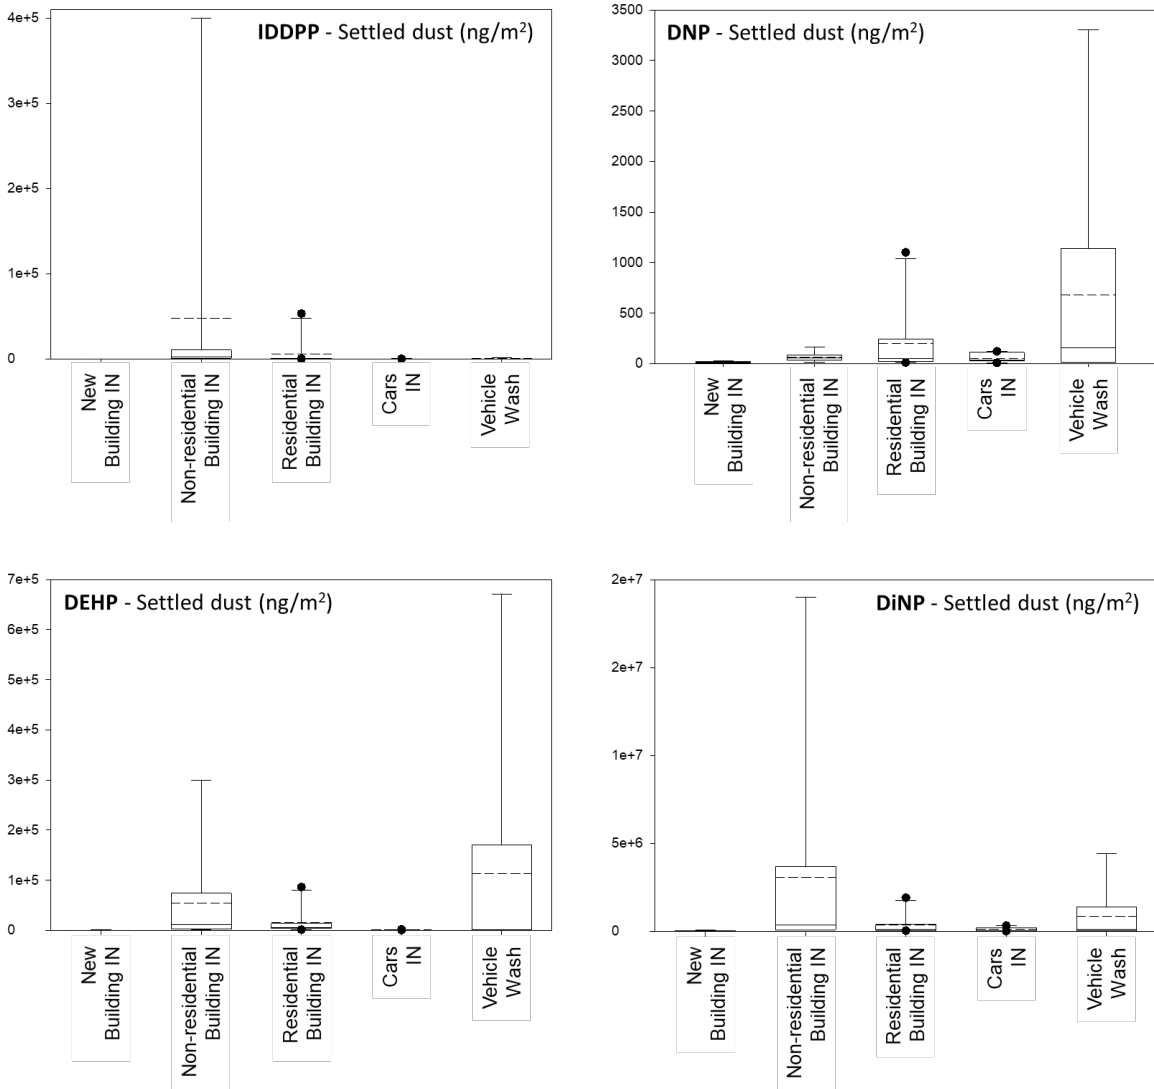 IDDPP - Settled dust (ng/m²)
4e+5
3e+5
2e+5
1e+5
0
New
Building IN
Non-residential
Building IN
Residential
Building IN
Cars
IN
Vehicle
Wash
DNP - Settled dust (ng/m²)
3500
3000
2500
2000
1500
1000
500
0
New
Building IN
Non-residential
Building IN
Residential
Building IN
Cars
IN
Vehicle
Wash
DEHP - Settled dust (ng/m²)
7e+5
6e+5
5e+5
4e+5
3e+5
2e+5
1e+5
0
New
Building IN
Non-residential
Building IN
Residential
Building IN
Cars
IN
Vehicle
Wash
DiNP - Settled dust (ng/m²)
2e+7
2e+7
1e+7
5e+6
0
New
Building IN
Non-residential
Building IN
Residential
Building IN
Cars
IN
Vehicle
Wash